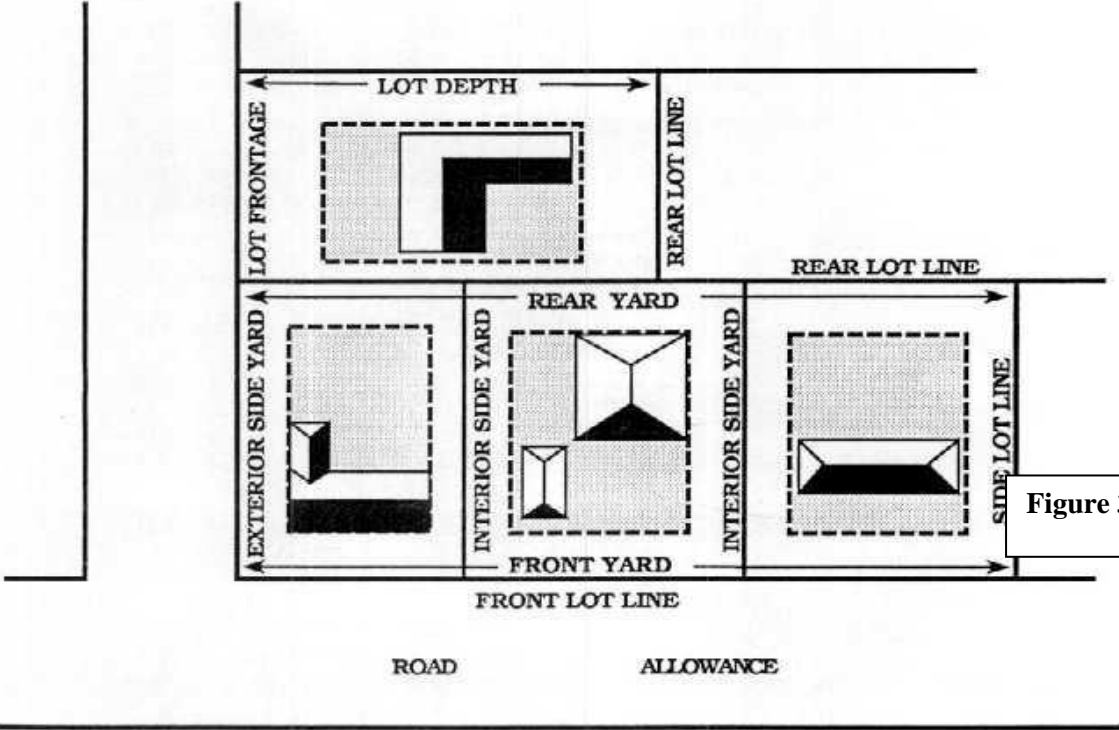 LOT DEPTH
LOT FRONTAGE
REAR LOT LINE
REAR LOT LINE
REAR YARD
EXTERIOR SIDE YARD
INTERIOR SIDE YARD
INTERIOR SIDE YARD
SIDE LOT LINE
Figure
FRONT YARD
FRONT LOT LINE
ROAD ALLOWANCE